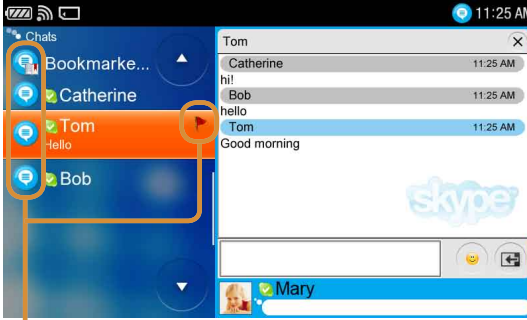 11:25 AM
Chats
Bookmarke...
Catherine
Tom
Hello
Bob
Tom
Catherine 11:25 AM
hi!
Bob 11:25 AM
hello
Tom 11:25 AM
Good morning
skype
Mary